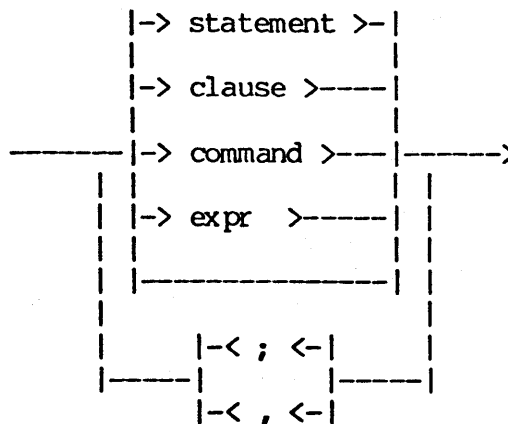 |-> statement >-|
|-> clause >----|
------|-> command >---|------>
|-> expr >-----|
|---------------|
|-< ; <-|
|-----|       |-----|
|-< , <-|